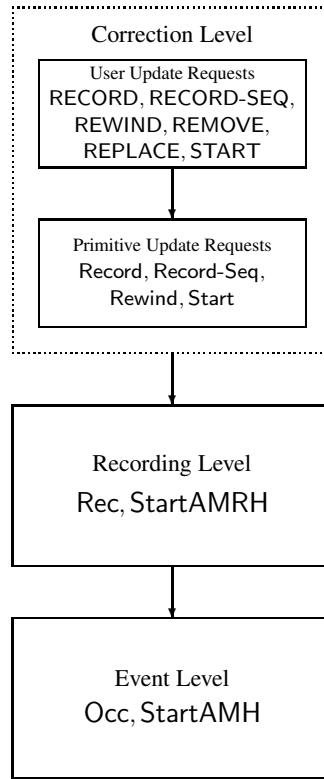 Correction Level
User Update Requests
RECORD, RECORD-SEQ,
REWIND, REMOVE,
REPLACE, START
Primitive Update Requests
Record, Record-Seq,
Rewind, Start
Recording Level
Rec, StartAMRH
Event Level
Occ, StartAMH